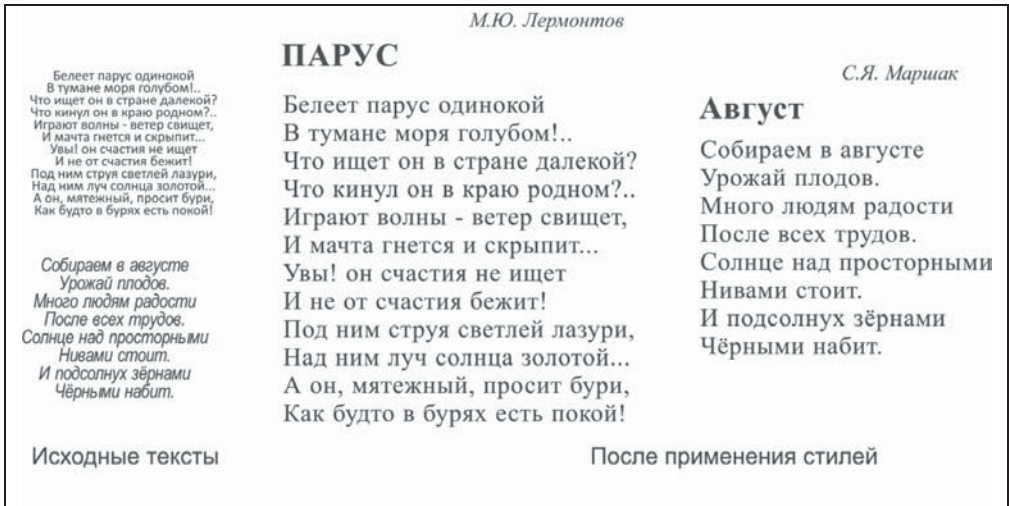 Белеет парус одинокой
В тумане моря голубом!..
Что ищет он в стране далекой?
Что кинул он в краю родном?..
Играют волны - ветер свищет,
И мачта гнется и скрыпит...
Увы! он счастия не ищет
И не от счастия бежит!
Под ним струя светлей лазури,
Над ним луч солнца золотой...
А он, мятежный, просит бури,
Как будто в бурях есть покой!
Собираем в августе
Урожай плодов.
Много людям радости
После всех трудов.
Солнце над просторными
Нивами стоит.
И подсолнух зёрнами
Чёрными набит.
Исходные тексты
М.Ю. Лермонтов
ПАРУС
Белеет парус одинокой
В тумане моря голубом!..
Что ищет он в стране далекой?
Что кинул он в краю родном?..
Играют волны - ветер свищет,
И мачта гнется и скрыпит...
Увы! он счастия не ищет
И не от счастия бежит!
Под ним струя светлей лазури,
Над ним луч солнца золотой...
А он, мятежный, просит бури,
Как будто в бурях есть покой!
С.Я. Маршак
Август
Собираем в августе
Урожай плодов.
Много людям радости
После всех трудов.
Солнце над просторными
Нивами стоит.
И подсолнух зёрнами
Чёрными набит.
После применения стилей